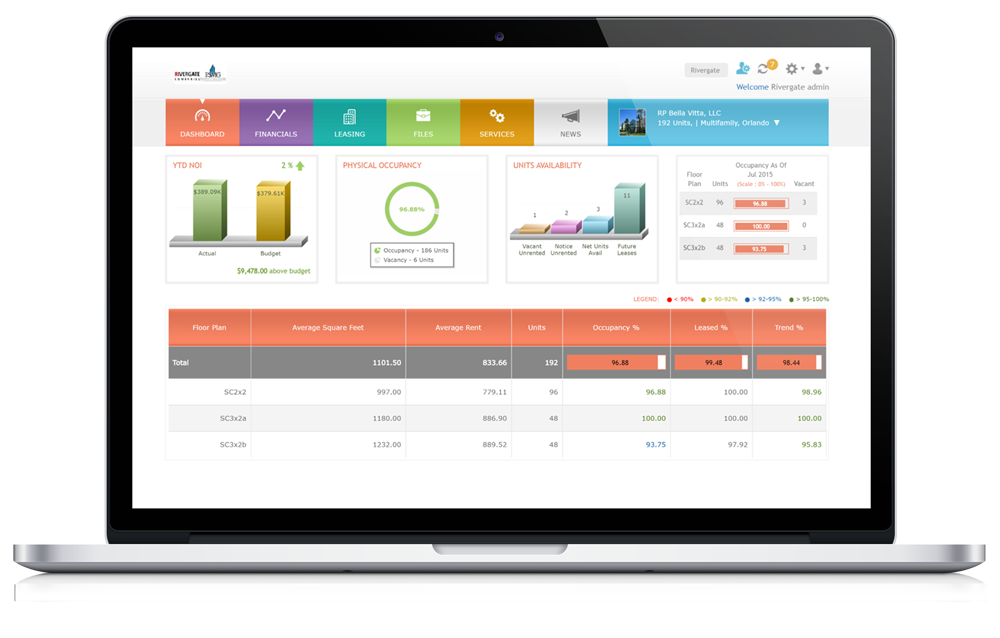 RIVERGATE
COMPANIES
Rivergate
7
Welcome Rivergate admin
DASHBOARD
FINANCIALS
LEASING
FILES
SERVICES
NEWS
RP Bella Vitta, LLC
192 Units, | Multifamily, Orlando ▼
YTD NOI
2 %
$389.09K
$379.61K
Actual
Budget
$9,478.00 above budget
PHYSICAL OCCUPANCY
96.88%
Occupancy - 186 Units
Vacancy - 6 Units
UNITS AVAILABILITY
1
2
3
11
Vacant Unrented
Notice Unrented
Net Units Avail
Future Leases
Floor Plan
Units
Occupancy As Of
Jul 2015
(Scale : 0% - 100%)
Vacant
SC2x2 96 96.88 3
SC3x2a 48 100.00 0
SC3x2b 48 93.75 3
LEGEND: < 90% > 90-92% > 92-95% > 95-100%
Floor Plan Average Square Feet Average Rent Units Occupancy % Leased % Trend %
Total 1101.50 833.66 192 96.88 99.48 98.44
SC2x2 997.00 779.11 96 96.88 100.00 98.96
SC3x2a 1180.00 886.90 48 100.00 100.00 100.00
SC3x2b 1232.00 889.52 48 93.75 97.92 95.83